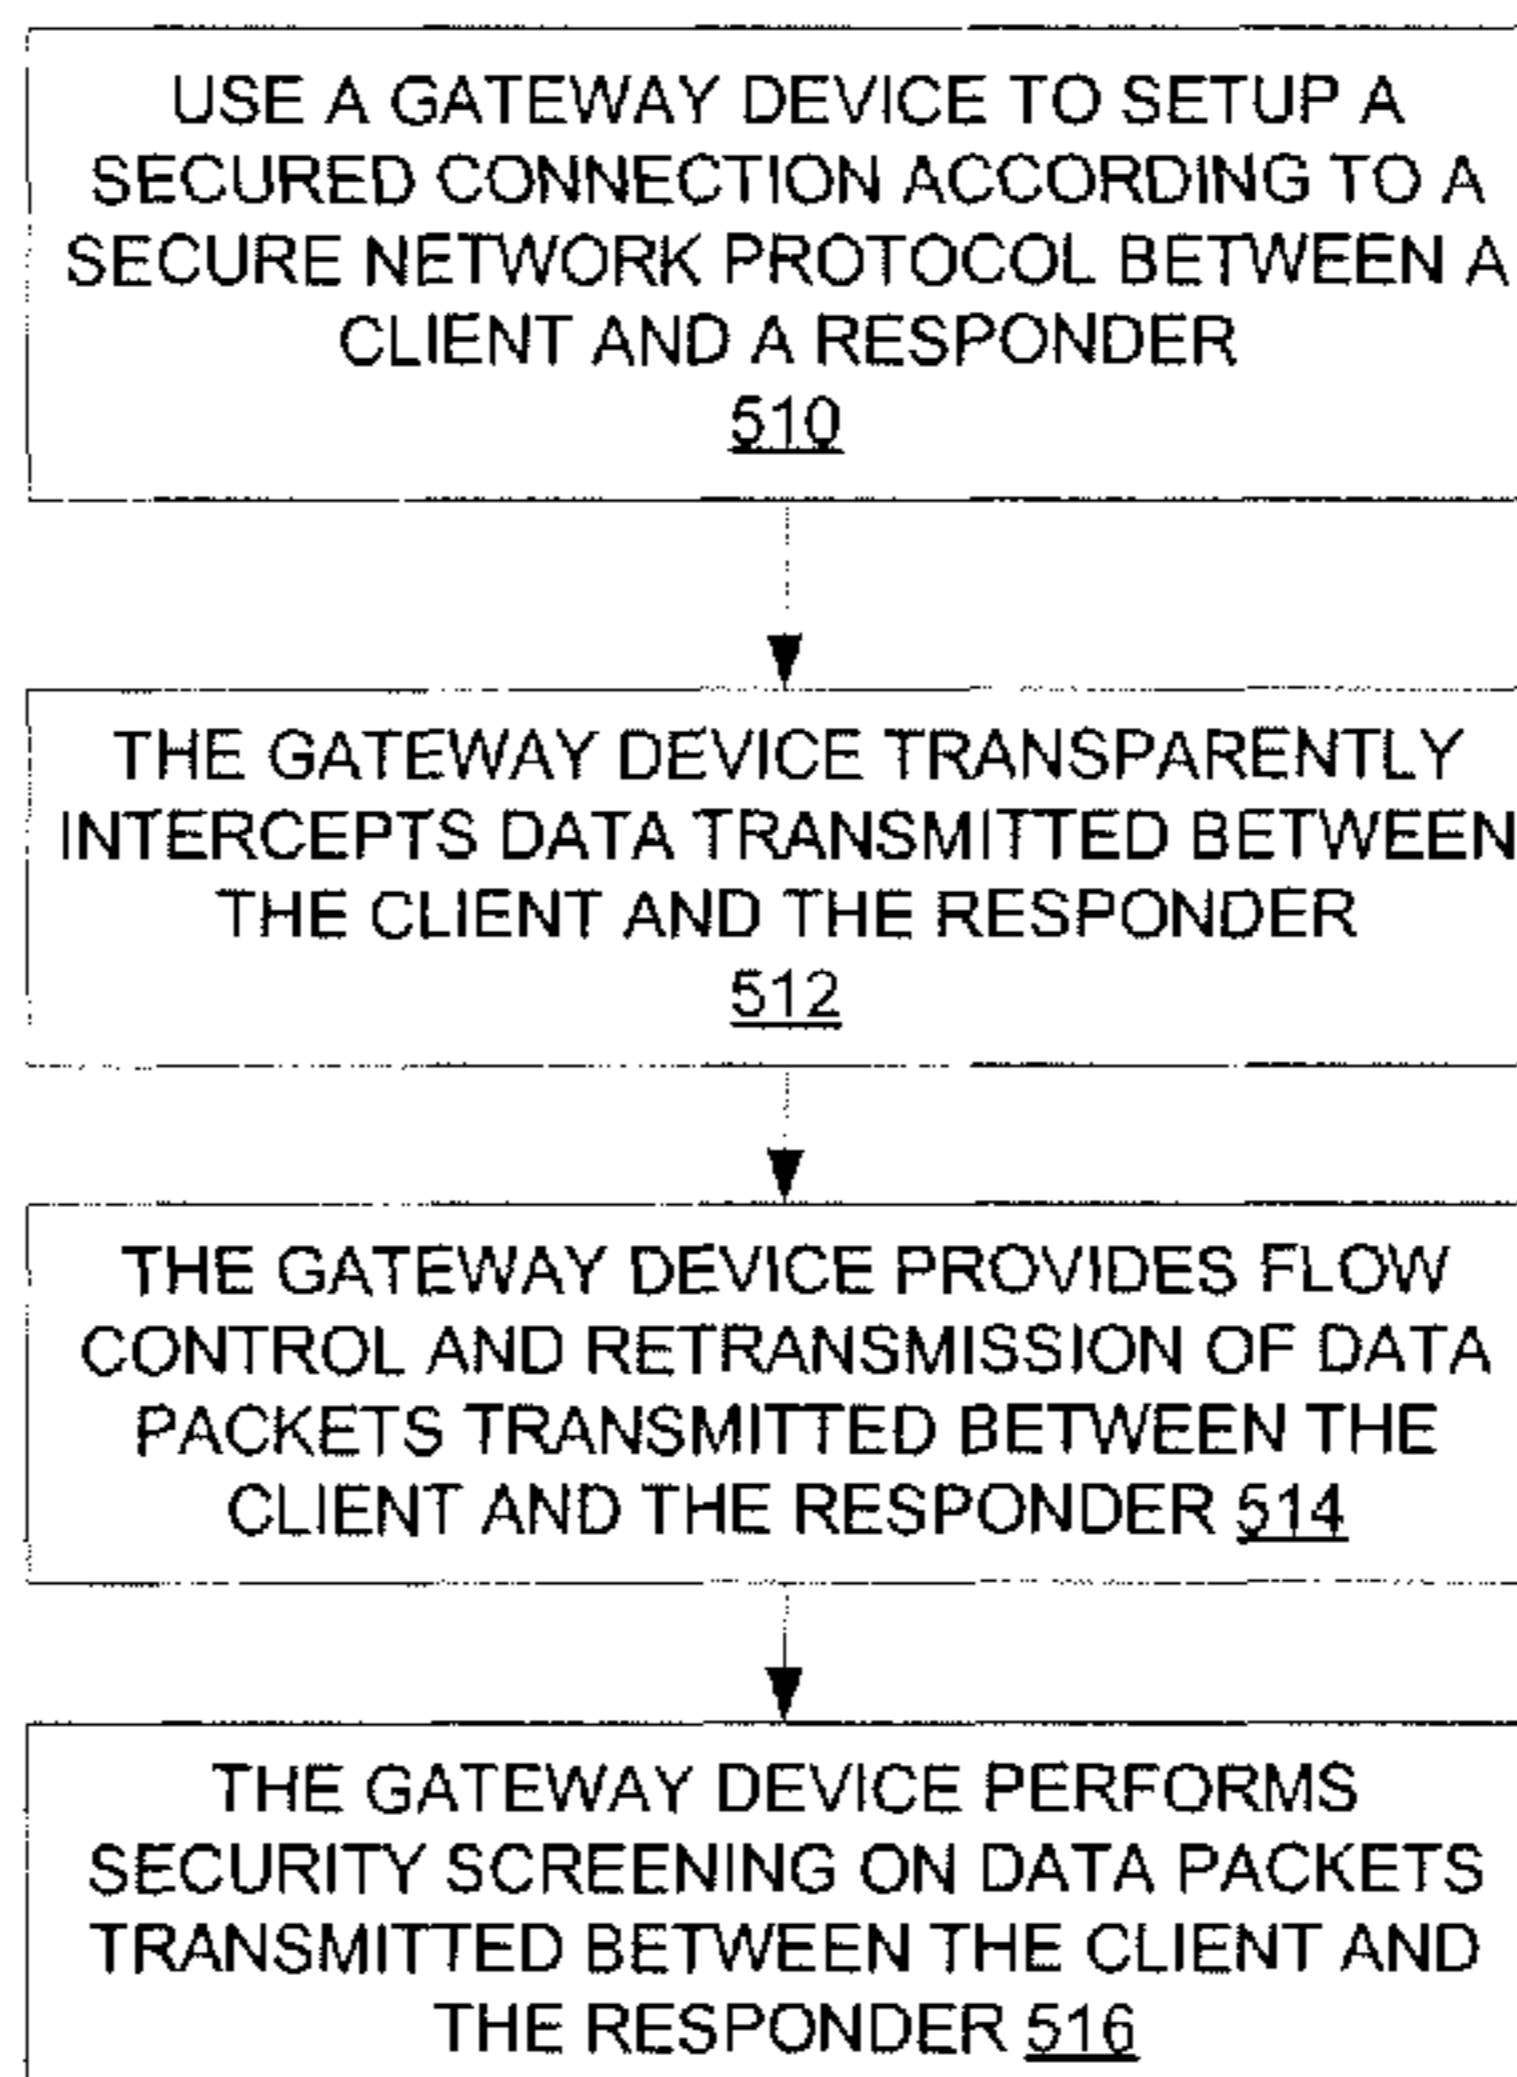 USE A GATEWAY DEVICE TO SETUP A
SECURED CONNECTION ACCORDING TO A
SECURE NETWORK PROTOCOL BETWEEN A
CLIENT AND A RESPONDER
510
THE GATEWAY DEVICE TRANSPARENTLY
INTERCEPTS DATA TRANSMITTED BETWEEN
THE CLIENT AND THE RESPONDER
512
THE GATEWAY DEVICE PROVIDES FLOW
CONTROL AND RETRANSMISSION OF DATA
PACKETS TRANSMITTED BETWEEN THE
CLIENT AND THE RESPONDER 514
THE GATEWAY DEVICE PERFORMS
SECURITY SCREENING ON DATA PACKETS
TRANSMITTED BETWEEN THE CLIENT AND
THE RESPONDER 516